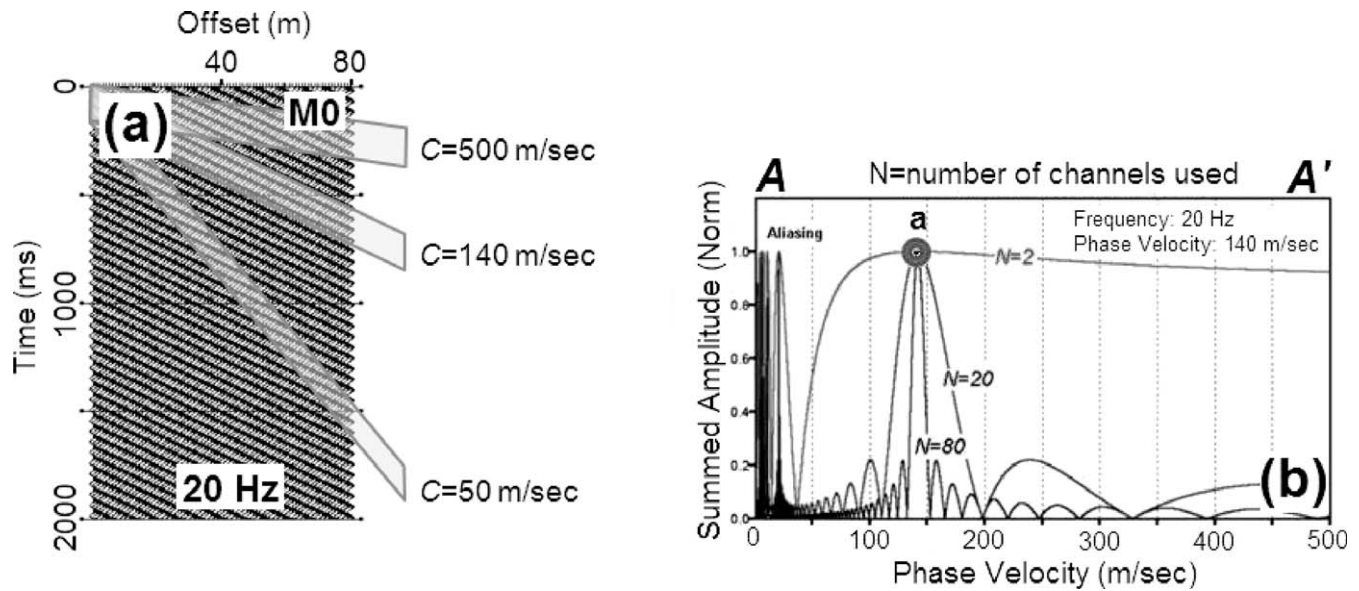 Offset (m)
40
80
0
(a)
M0
C=500 m/sec
C=140 m/sec
1000
Time (ms)
20 Hz
C=50 m/sec
2000
A
N=number of channels used
A'
a
Frequency: 20 Hz
Phase Velocity: 140 m/sec
Aliasing
1.0
N=2
0.8
0.6
N=20
0.4
N=80
0.2
(b)
0.0
Summed Amplitude (Norm)
0
100
200
300
400
500
Phase Velocity (m/sec)